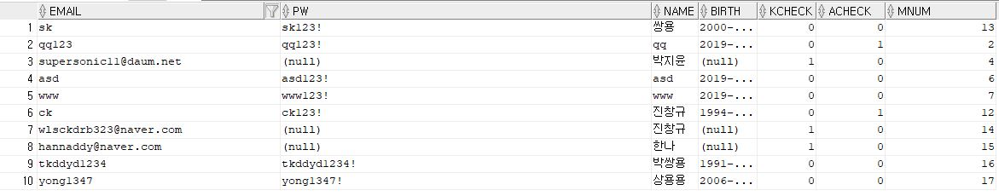 EMAIL PW NAME BIRTH KCHECK ACHECK MNUM
1 sk sk123! 쌍용 2000-... 0 0 13
2 qq123 qq123! qq 2019-... 0 1 2
3 supersonic11@daum.net (null) 박지윤 (null) 1 0 4
4 asd asd123! asd 2019-... 0 0 6
5 www www123! www 2019-... 0 0 7
6 ck ck123! 진창규 1994-... 0 1 12
7 wlsckdrb323@naver.com (null) 진창규 (null) 1 0 14
8 hannaddy@naver.com (null) 한나 (null) 1 0 15
9 tkddyd1234 tkddyd1234! 박쌍용 1991-... 0 0 16
10 yong1347 yong1347! 상용용 2006-... 0 0 17